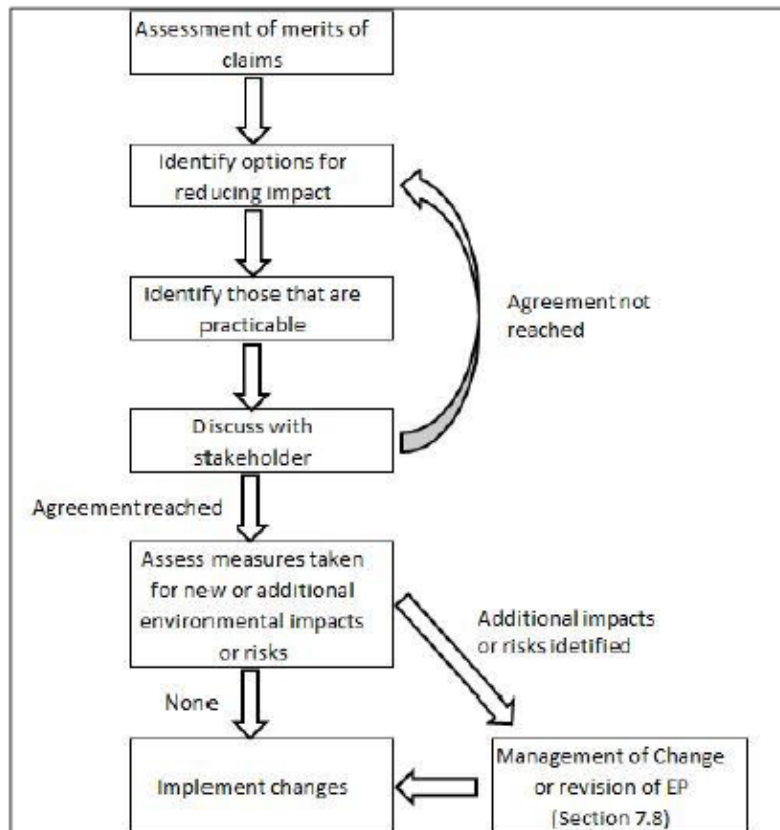 Assessment of merits of
claims
Identify options for
reducing impact
Identify those that are
practicable
Agreement not
reached
Discuss with
stakeholder
Agreement reached
Assess measures taken
for new or additional
environmental impacts
or risks
Additional impacts
or risks idetified
None
Implement changes
Management of Change
or revision of EP
(Section 7.8)